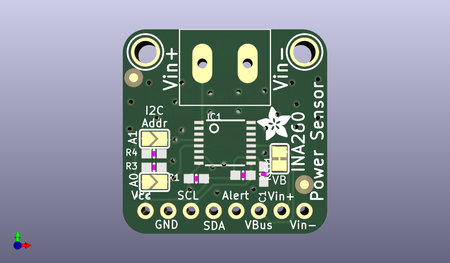 Vin+
Vin-
I2C
Addr
IC1
A1
R4
R3
A0
R1
C1
VB
INA260
Power Sensor
Vcc
SCL
Alert
Vin+
GND
SDA
VBus
Vin-